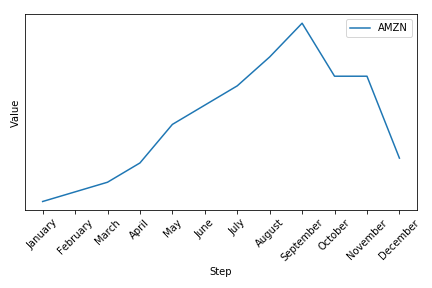 AMZN
Value
January
February
March
April
May
June
July
August
September
October
November
December
Step